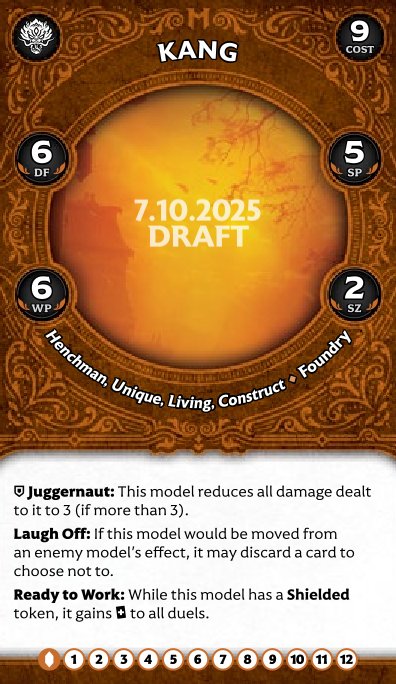 KANG
9
COST
6
DF
5
SP
7.10.2025
DRAFT
6
WP
2
SZ
Henchman, Unique, Living, Construct ♦ Foundry
Juggernaut: This model reduces all damage dealt
to it to 3 (if more than 3).
Laugh Off: If this model would be moved from
an enemy model’s effect, it may discard a card to
choose not to.
Ready to Work: While this model has a Shielded
token, it gains to all duels.
1 2 3 4 5 6 7 8 9 10 11 12